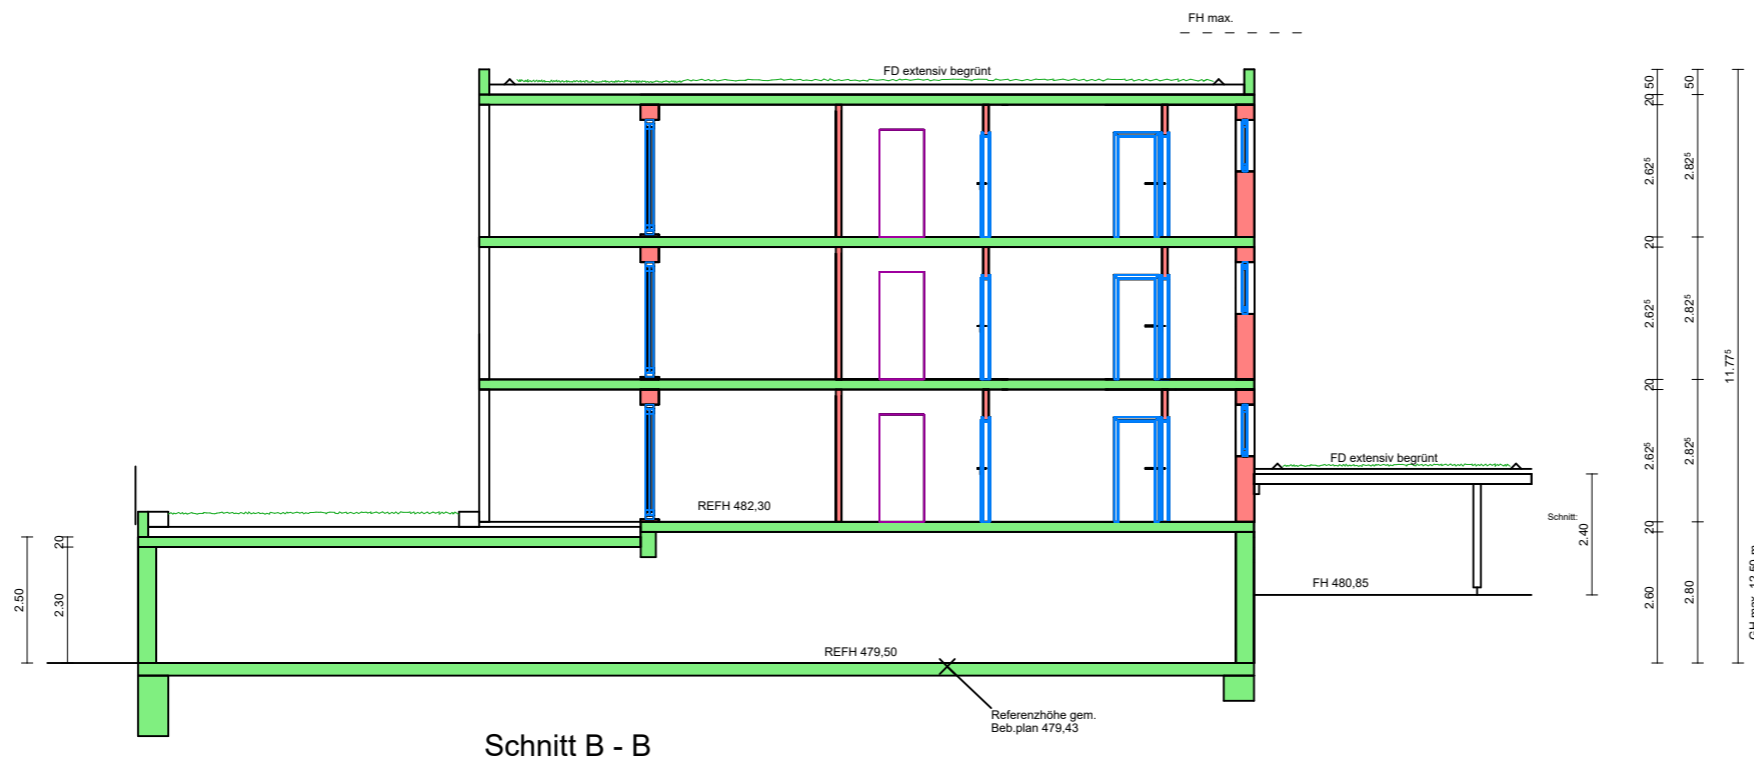 FH max.
FD extensiv begrünt
50
50
20
2.62⁵
2.82⁵
20
2.62⁵
2.82⁵
11.77⁵
20
2.62⁵
2.82⁵
FD extensiv begrünt
REFH 482,30
Schnitt:
2.40
20
20
2.50
2.30
FH 480,85
2.60
2.80
REFH 479,50
Referenzhöhe gem.
Beb.plan 479,43
Schnitt B - B